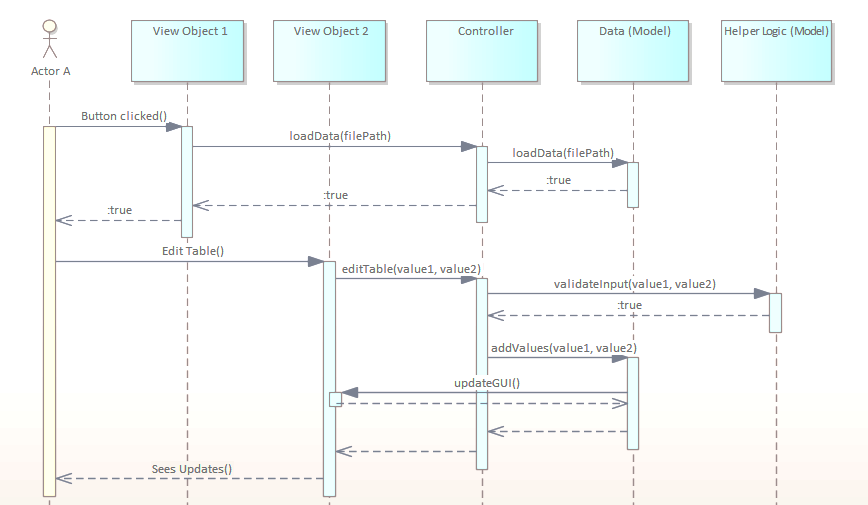 View Object 1
View Object 2
Controller
Data (Model)
Helper Logic (Model)
Actor A
Button clicked()
loadData(filePath)
loadData(filePath)
:true
:true
:true
Edit Table()
editTable(value1, value2)
validateInput(value1, value2)
:true
addValues(value1, value2)
updateGUI()
Sees Updates()